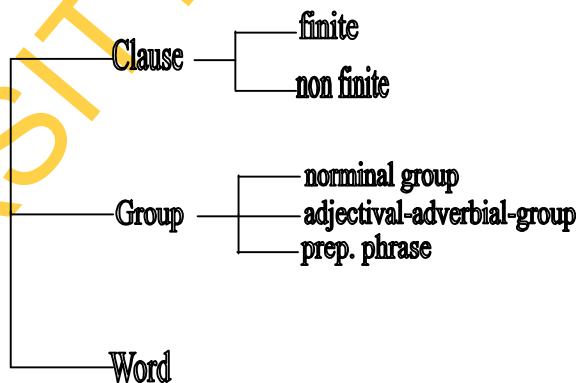 finite
Clause
non finite
norminal group
Group
adjectival-adverbial-group
prep. phrase
Word